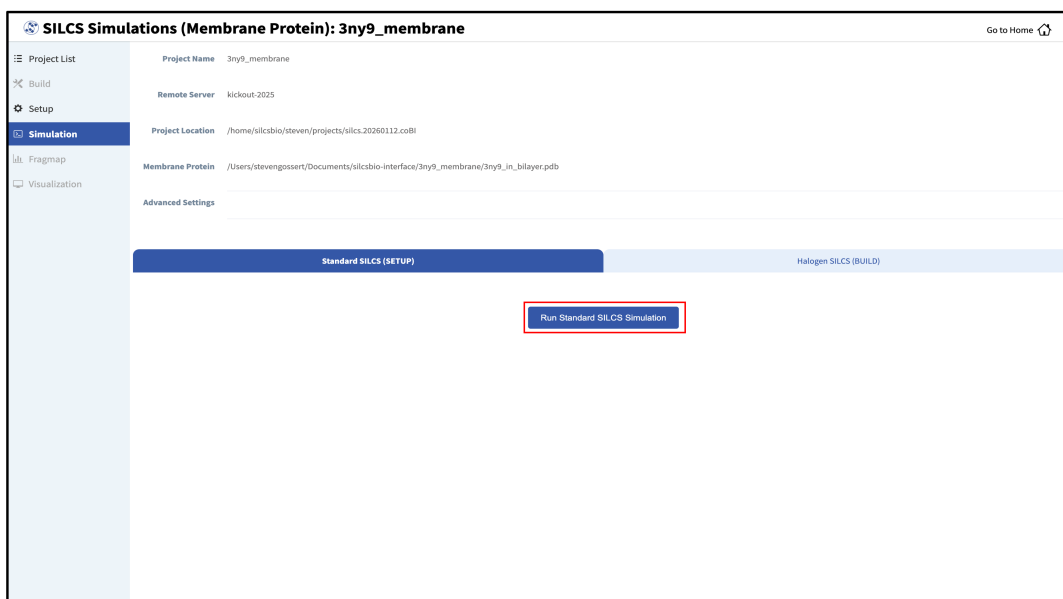 SILCS Simulations (Membrane Protein): 3ny9_membrane
Go to Home
Project List
Build
Setup
Simulation
Fragmap
Visualization
Project Name 3ny9_membrane
Remote Server kickout-2025
Project Location /home/silcsbio/steven/projects/silcs.20260112.coBI
Membrane Protein /Users/stevengossert/Documents/silcsbio-interface/3ny9_membrane/3ny9_in_bilayer.pdb
Advanced Settings
Standard SILCS (SETUP)
Halogen SILCS (BUILD)
Run Standard SILCS Simulation